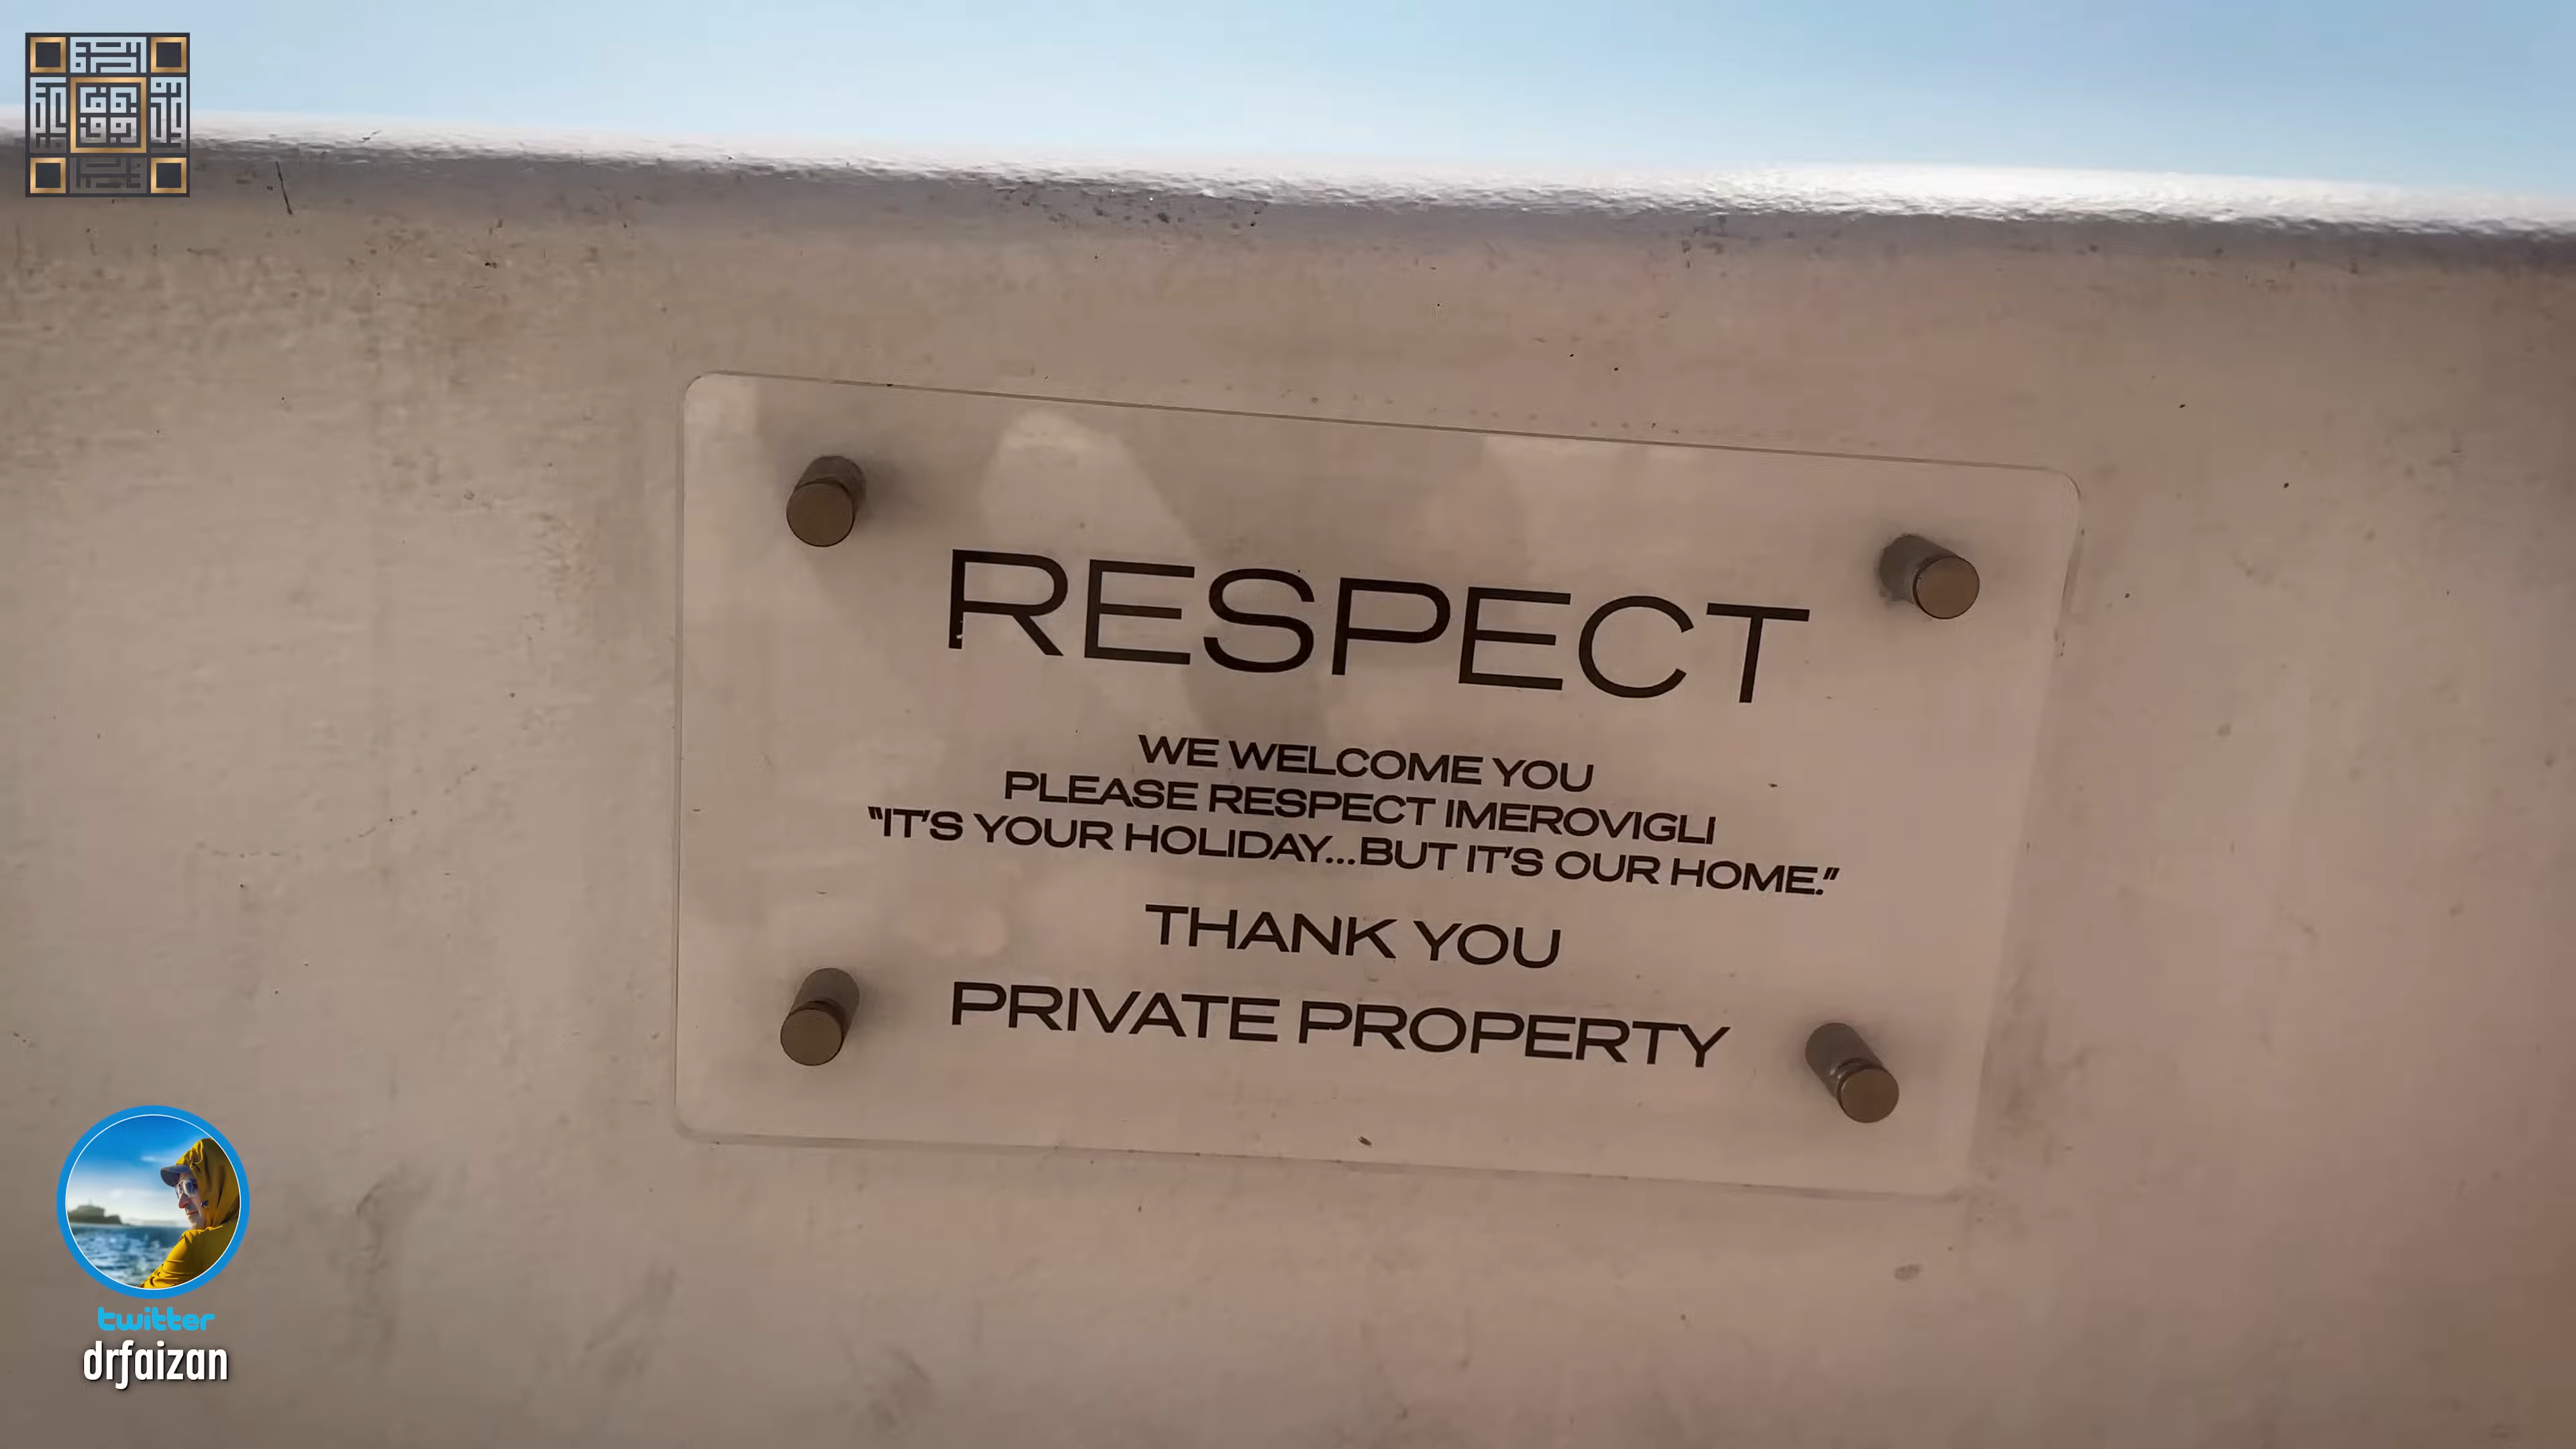 RESPECT
WE WELCOME YOU
PLEASE RESPECT IMEROVIGLI
“IT'S YOUR HOLIDAY...BUT IT'S OUR HOME.”
THANK YOU
PRIVATE PROPERTY
twitter
drfaizan